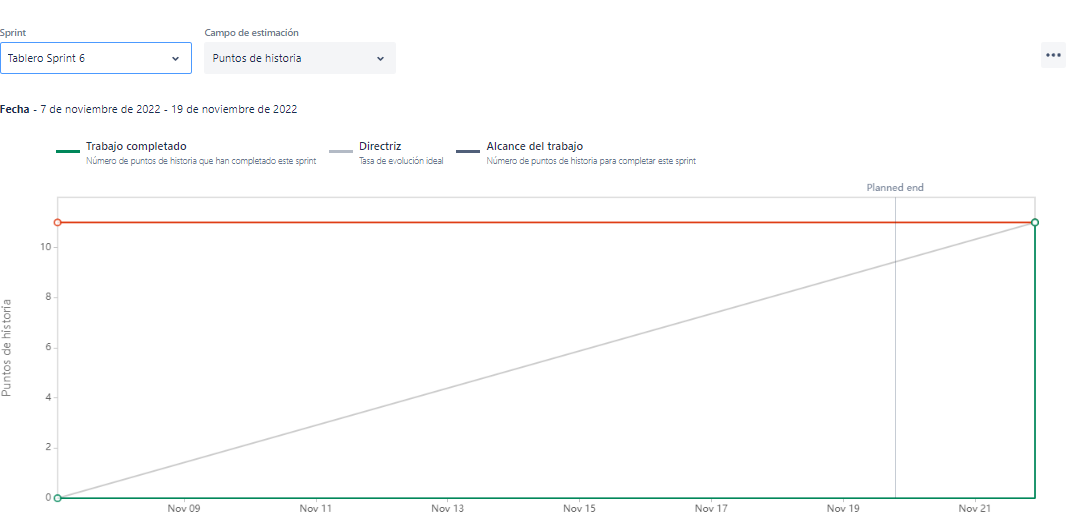 Sprint
Campo de estimación
Tablero Sprint 6
Puntos de historia
Fecha - 7 de noviembre de 2022 - 19 de noviembre de 2022
Trabajo completado
Número de puntos de historia que han completado este sprint
Directriz
Tasa de evolución ideal
Alcance del trabajo
Número de puntos de historia para completar este sprint
Planned end
Puntos de historia
10
8
6
4
2
0
Nov 09
Nov 11
Nov 13
Nov 15
Nov 17
Nov 19
Nov 21